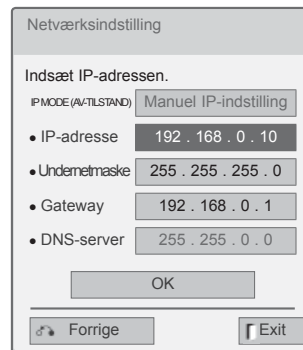 Netværksindstilling
Indsæt IP-adressen.
IP MODE (AV-TILSTAND) Manuel IP-indstilling
• IP-adresse 192 . 168 . 0 . 10
• Undernetmaske 255 . 255 . 255 . 0
• Gateway 192 . 168 . 0 . 1
• DNS-server 255 . 255 . 0 . 0
OK
Forrige Exit